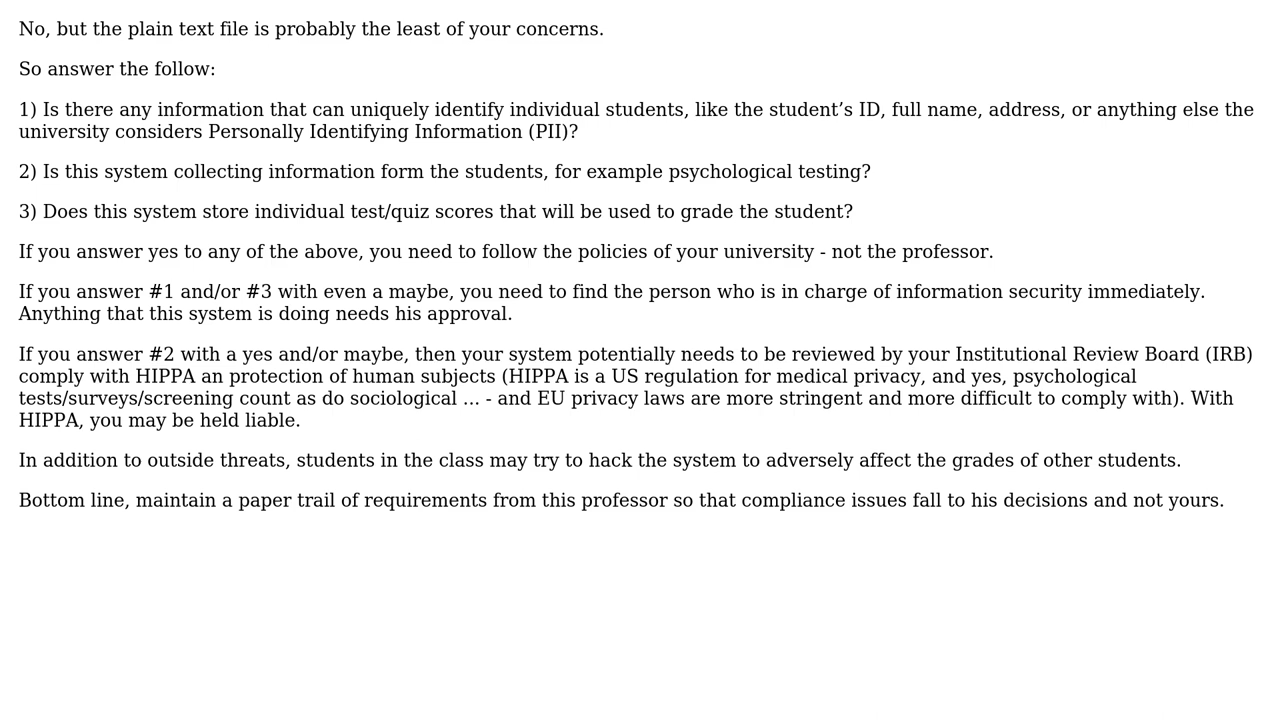 No, but the plain text file is probably the least of your concerns.
So answer the follow:
1) Is there any information that can uniquely identify individual students, like the student’s ID, full name, address, or anything else the
university considers Personally Identifying Information (PII)?
2) Is this system collecting information form the students, for example psychological testing?
3) Does this system store individual test/quiz scores that will be used to grade the student?
If you answer yes to any of the above, you need to follow the policies of your university - not the professor.
If you answer #1 and/or #3 with even a maybe, you need to find the person who is in charge of information security immediately.
Anything that this system is doing needs his approval.
If you answer #2 with a yes and/or maybe, then your system potentially needs to be reviewed by your Institutional Review Board (IRB)
comply with HIPPA an protection of human subjects (HIPPA is a US regulation for medical privacy, and yes, psychological
tests/surveys/screening count as do sociological ... - and EU privacy laws are more stringent and more difficult to comply with). With
HIPPA, you may be held liable.
In addition to outside threats, students in the class may try to hack the system to adversely affect the grades of other students.
Bottom line, maintain a paper trail of requirements from this professor so that compliance issues fall to his decisions and not yours.